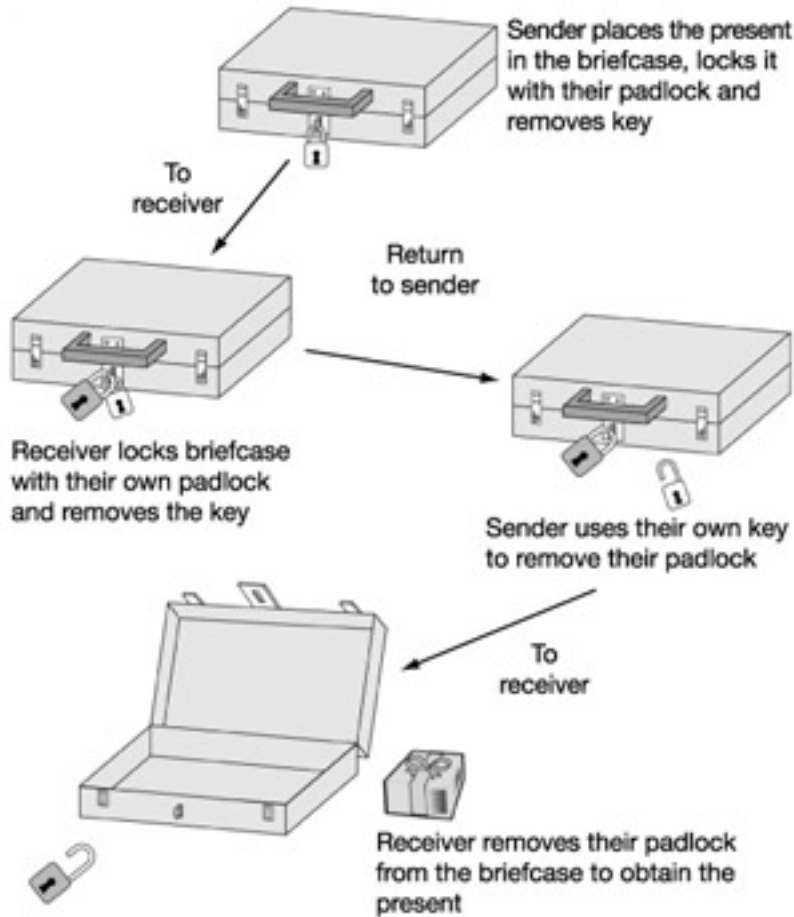 Sender places the present
in the briefcase, locks it
with their padlock and
removes key
To
receiver
Return
to sender
Receiver locks briefcase
with their own padlock
and removes the key
Sender uses their own key
to remove their padlock
To
receiver
Receiver removes their padlock
from the briefcase to obtain the
present